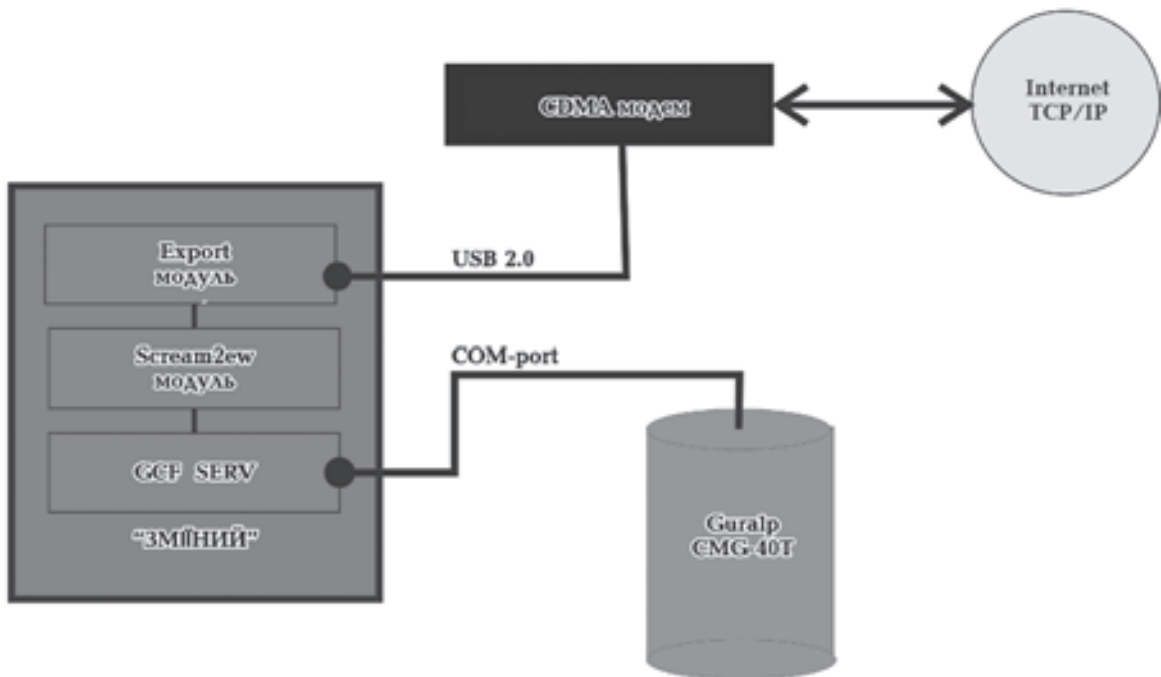 CDMA модем
Internet
TCP/IP
Export
модуль
USB 2.0
Scream2ew
модуль
COM-port
GCF SERV
"ЗМІЇНИЙ"
Guralp
CMG-40T